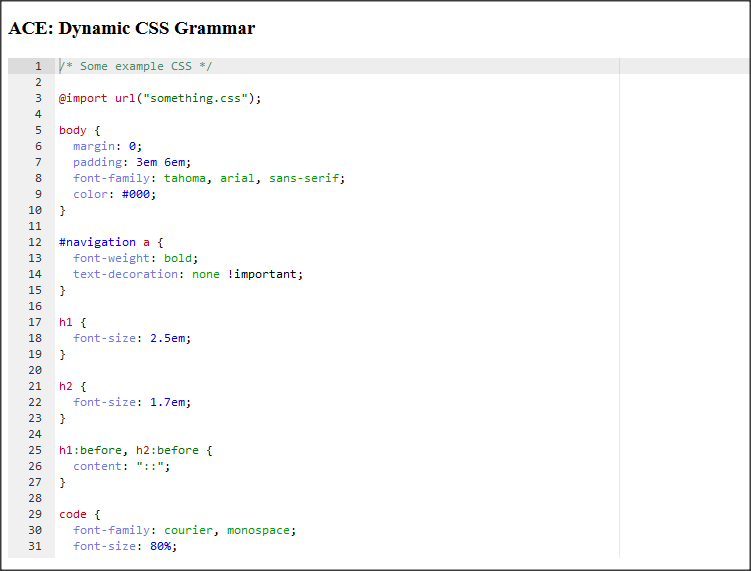 ACE: Dynamic CSS Grammar
1 /* Some example CSS */
2
3 @import url("something.css");
4
5 body {
6   margin: 0;
7   padding: 3em 6em;
8   font-family: tahoma, arial, sans-serif;
9   color: #000;
10 }
11
12 #navigation a {
13   font-weight: bold;
14   text-decoration: none !important;
15 }
16
17 h1 {
18   font-size: 2.5em;
19 }
20
21 h2 {
22   font-size: 1.7em;
23 }
24
25 h1:before, h2:before {
26   content: "::";
27 }
28
29 code {
30   font-family: courier, monospace;
31   font-size: 80%;